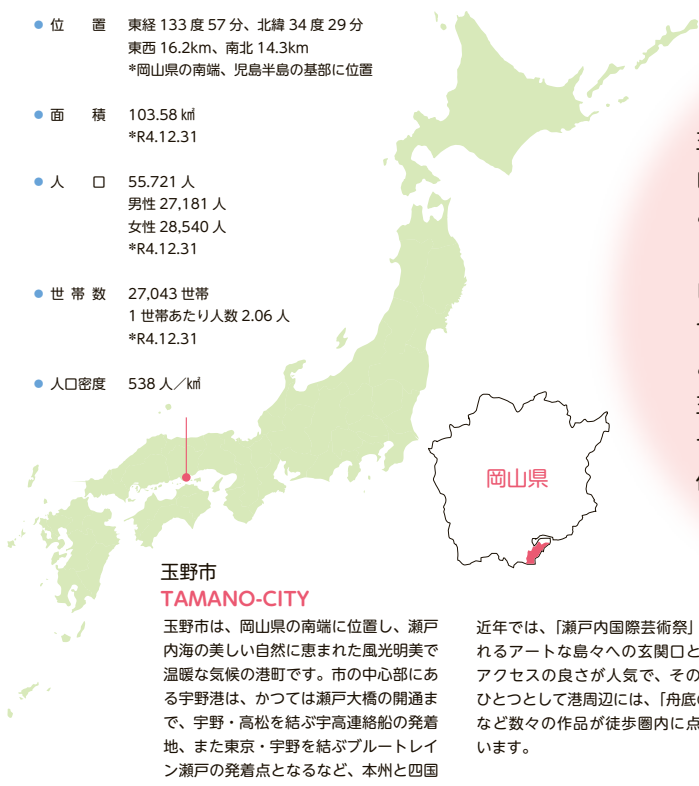 ●位 置 東経 133 度 57 分、北緯 34 度 29 分
東西 16.2km、南北 14.3km
*岡山県の南端、児島半島の基部に位置
●面 積 103.58 ㎢
*R4.12.31
●人 口 55.721 人
男性 27,181 人
女性 28,540 人
*R4.12.31
●世 帯 数 27,043 世帯
1 世帯あたり人数 2.06 人
*R4.12.31
●人口密度 538 人／㎢
岡山県
玉野市
TAMANO-CITY
玉野市は、岡山県の南端に位置し、瀬戸
内海の美しい自然に恵まれた風光明美で
温暖な気候の港町です。市の中心部にあ
る宇野港は、かつては瀬戸大橋の開通ま
で、宇野・高松を結ぶ宇高連絡船の発着
地、また東京・宇野を結ぶブルートレイ
ン瀬戸の発着点となるなど、本州と四国
近年では、「瀬戸内国際芸術祭」
れるアートな島々への玄関口と
アクセスの良さが人気で、その
ひとつとして港周辺には、「舟底の
など数々の作品が徒歩圏内に点
います。